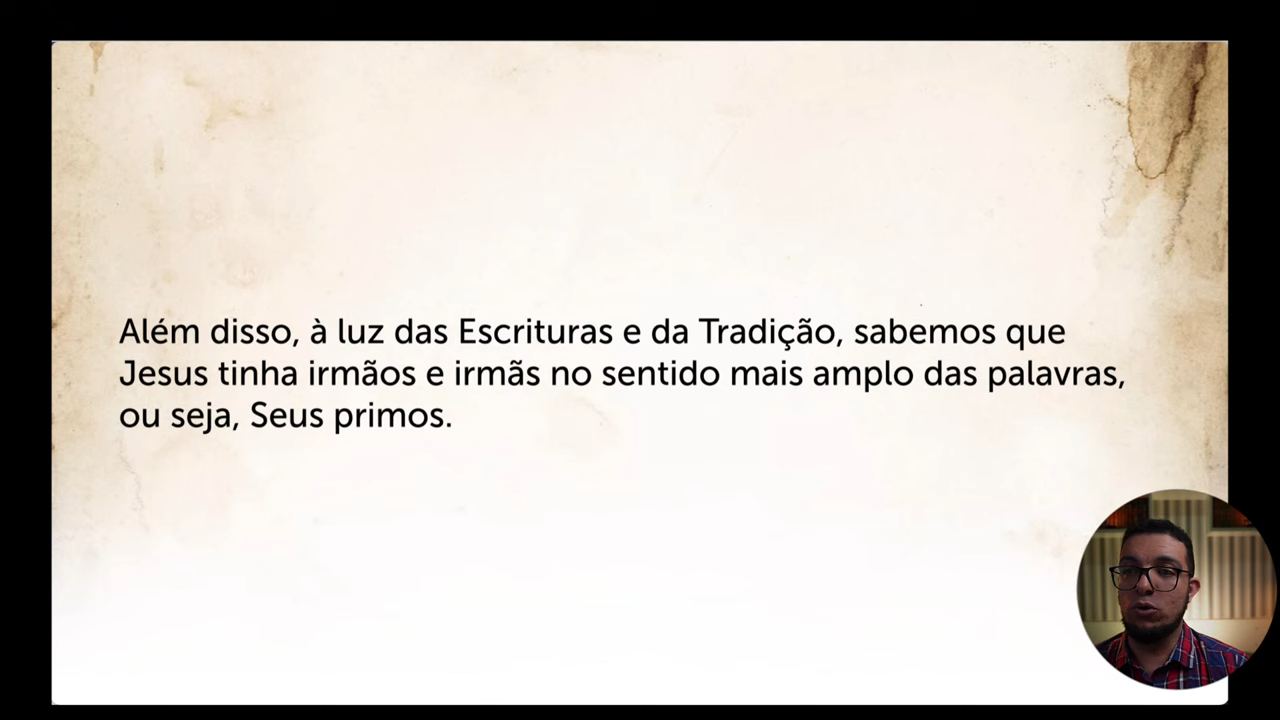 Além disso, à luz das Escrituras e da Tradição, sabemos que
Jesus tinha irmãos e irmãs no sentido mais amplo das palavras,
ou seja, Seus primos.